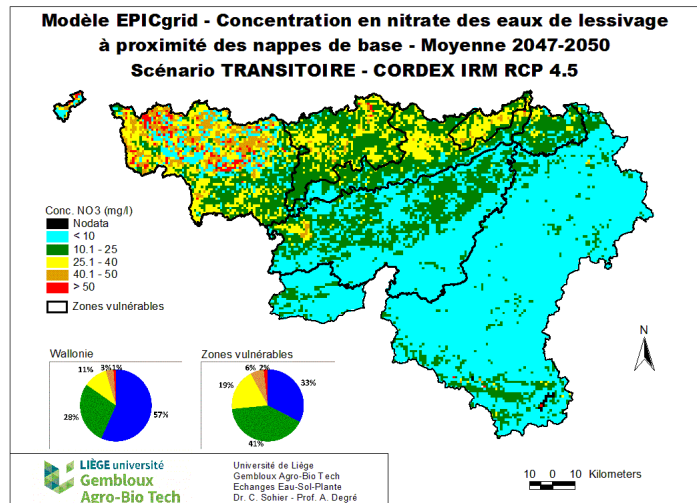 Modèle EPICgrid - Concentration en nitrate des eaux de lessivage
à proximité des nappes de base - Moyenne 2047-2050
Scénario TRANSITOIRE - CORDEX IRM RCP 4.5
Conc. NO3 (mg/l)
Nodata
< 10
10.1 - 25
25.1 - 40
40.1 - 50
> 50
Zones vulnérables
N
Wallonie
11%
3%
1%
28%
57%
Zones vulnérables
6%
2%
19%
33%
41%
10 0 10 Kilometers
LIÈGE université
Gembloux
Agro-Bio Tech
Université de Liège
Gembloux Agro-Bio Tech
Echanges Eau-Sol-Plante
Dr. C. Sohier - Prof. A. Degré